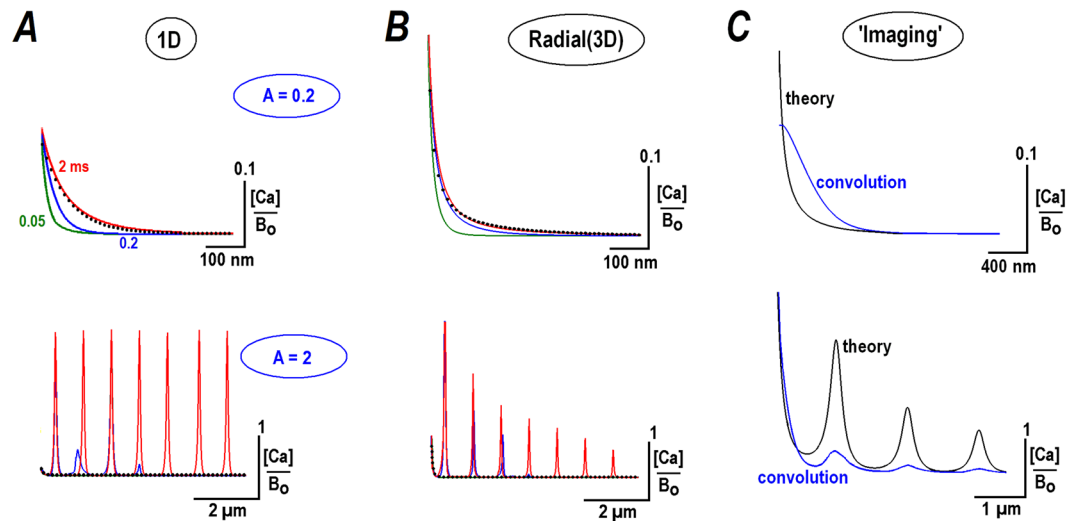 A
1D
B
Radial(3D)
C
'Imaging'
A = 0.2
2 ms
0.05
0.2
0.1
[Ca]
Bo
100 nm
0.1
[Ca]
Bo
100 nm
theory
convolution
0.1
[Ca]
Bo
400 nm
A = 2
1
[Ca]
Bo
2 µm
1
[Ca]
Bo
2 µm
theory
convolution
1
[Ca]
Bo
1 µm